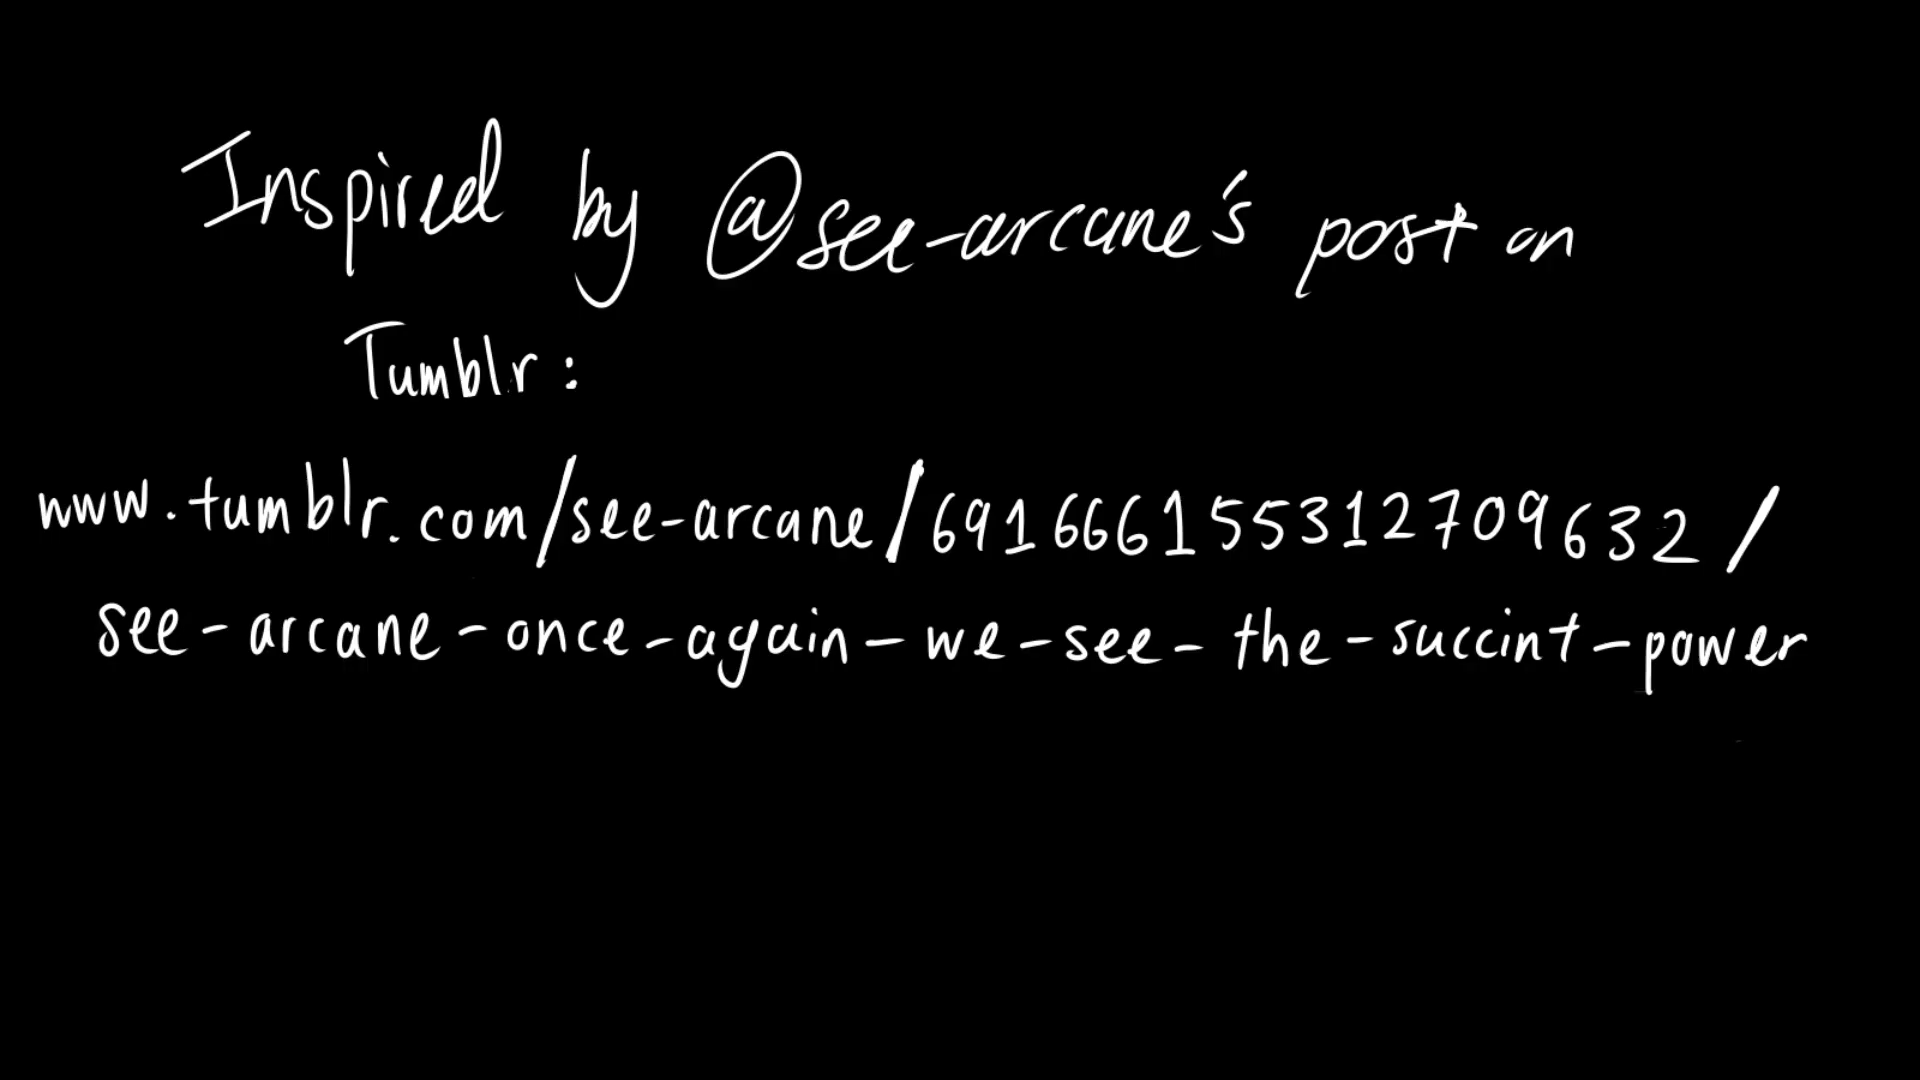 Inspired by @see-arcane's post on
Tumblr:
www.tumblr.com/see-arcane/691666155312709632/
see-arcane-once-again-we-see-the-succint-power